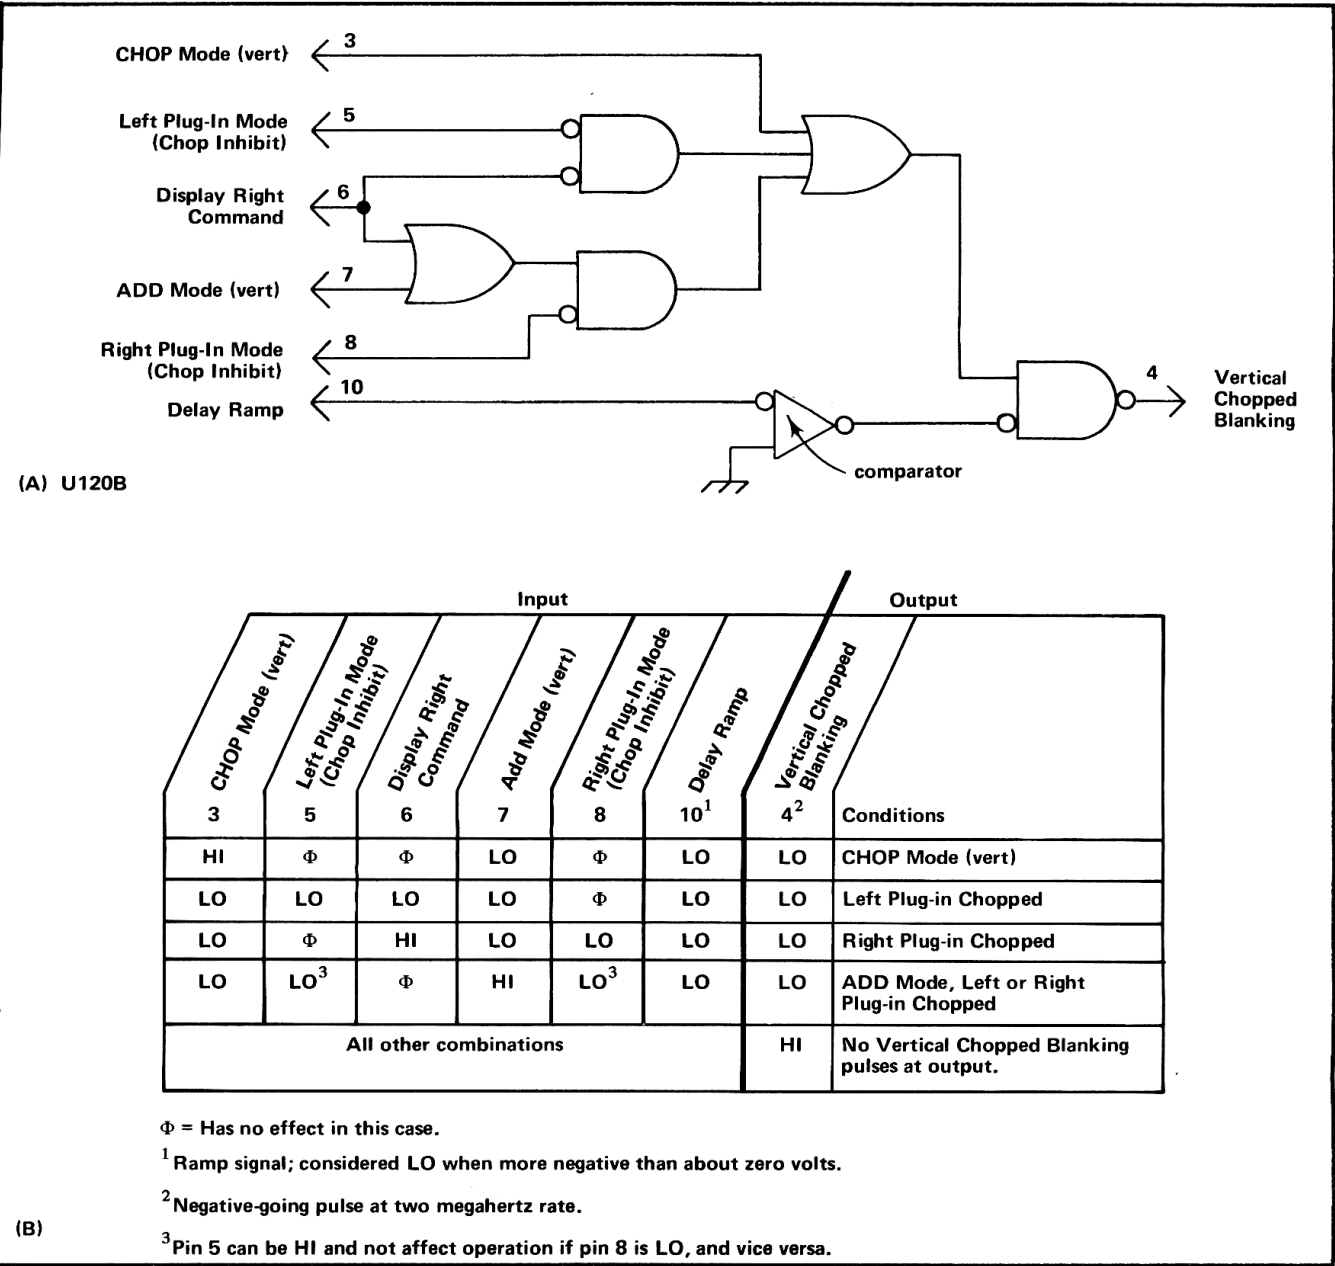 CHOP Mode (vert)
3
Left Plug-In Mode
(Chop Inhibit)
5
Display Right
Command
6
ADD Mode (vert)
7
Right Plug-In Mode
(Chop Inhibit)
8
Delay Ramp
10
4
Vertical
Chopped
Blanking
comparator
(A) U120B
Input
Output
CHOP Mode (vert)
Left Plug-In Mode
(Chop Inhibit)
Display Right
Command
Add Mode (vert)
Right Plug-In Mode
(Chop Inhibit)
Delay Ramp
Vertical Chopped
Blanking
3 5 6 7 8 10¹ 4² Conditions
HI Φ Φ LO Φ LO LO CHOP Mode (vert)
LO LO LO LO Φ LO LO Left Plug-in Chopped
LO Φ HI LO LO LO LO Right Plug-in Chopped
LO LO³ Φ HI LO³ LO LO ADD Mode, Left or Right
Plug-in Chopped
All other combinations HI No Vertical Chopped Blanking
pulses at output.
Φ = Has no effect in this case.
¹Ramp signal; considered LO when more negative than about zero volts.
²Negative-going pulse at two megahertz rate.
(B)
³Pin 5 can be HI and not affect operation if pin 8 is LO, and vice versa.